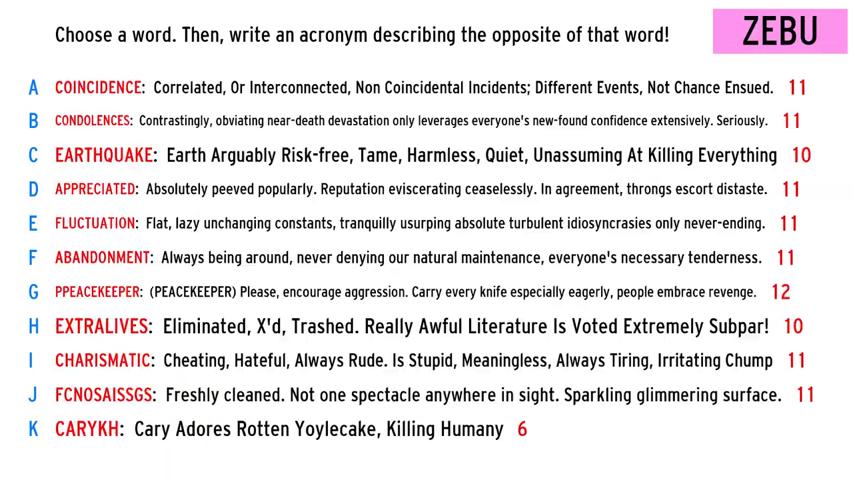 Choose a word. Then, write an acronym describing the opposite of that word!
ZEBU
A COINCIDENCE: Correlated, Or Interconnected, Non Coincidental Incidents; Different Events, Not Chance Ensued. 11
B CONDOLENCES: Contrastingly, obviating near-death devastation only leverages everyone's new-found confidence extensively. Seriously. 11
C EARTHQUAKE: Earth Arguably Risk-free, Tame, Harmless, Quiet, Unassuming At Killing Everything 10
D APPRECIATED: Absolutely peeved popularly. Reputation eviscerating ceaselessly. In agreement, throngs escort distaste. 11
E FLUCTUATION: Flat, lazy unchanging constants, tranquilly usurping absolute turbulent idiosyncrasies only never-ending. 11
F ABANDONMENT: Always being around, never denying our natural maintenance, everyone's necessary tenderness. 11
G PPEACEKEEPER: (PEACEKEEPER) Please, encourage aggression. Carry every knife especially eagerly, people embrace revenge. 12
H EXTRALIVES: Eliminated, X'd, Trashed. Really Awful Literature Is Voted Extremely Subpar! 10
I CHARISMATIC: Cheating, Hateful, Always Rude. Is Stupid, Meaningless, Always Tiring, Irritating Chump 11
J FCNOSAISSGS: Freshly cleaned. Not one spectacle anywhere in sight. Sparkling glimmering surface. 11
K CARYKH: Cary Adores Rotten Yoylecake, Killing Humany 6